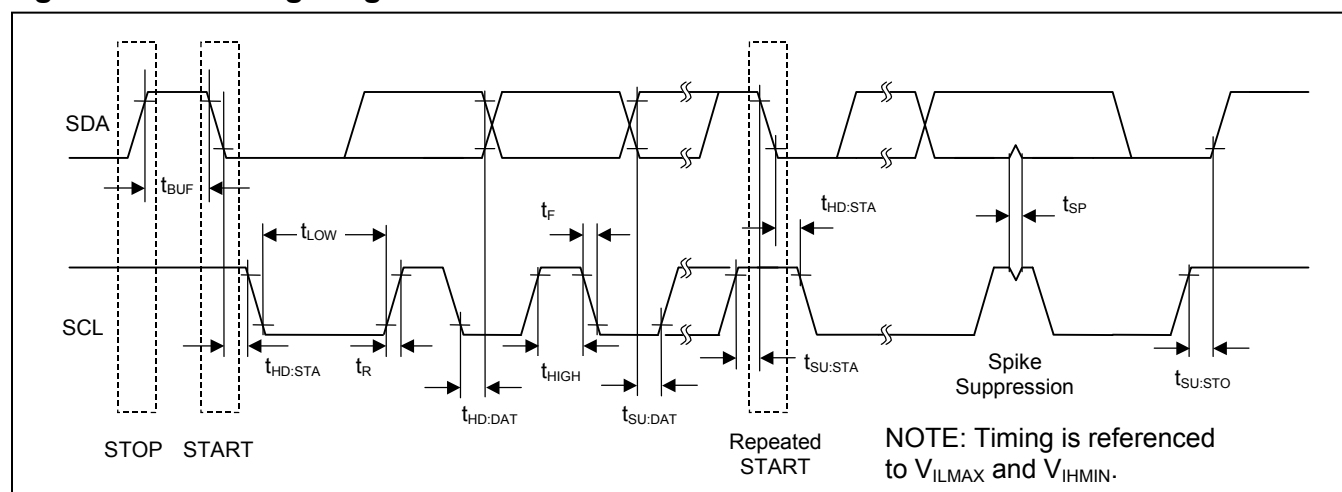 SDA
tBUF
tF
tHD:STA
tSP
tLOW
SCL
tHD:STA
tR
tHIGH
tSU:STA
Spike
Suppression
tSU:STO
tHD:DAT
tSU:DAT
STOP
START
Repeated
START
NOTE: Timing is referenced
to VILMAX and VIHMIN.